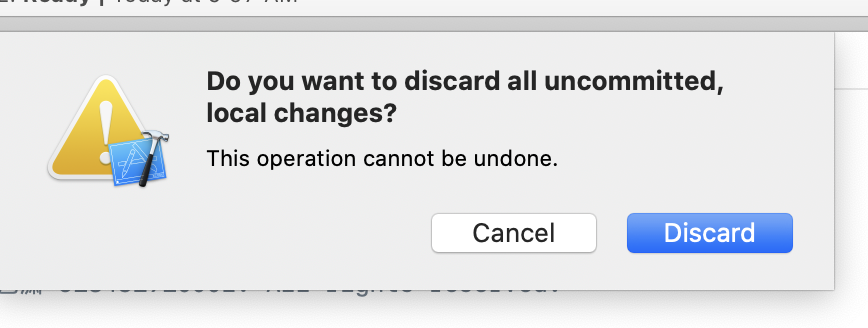 Do you want to discard all uncommitted,
local changes?
This operation cannot be undone.
Cancel
Discard